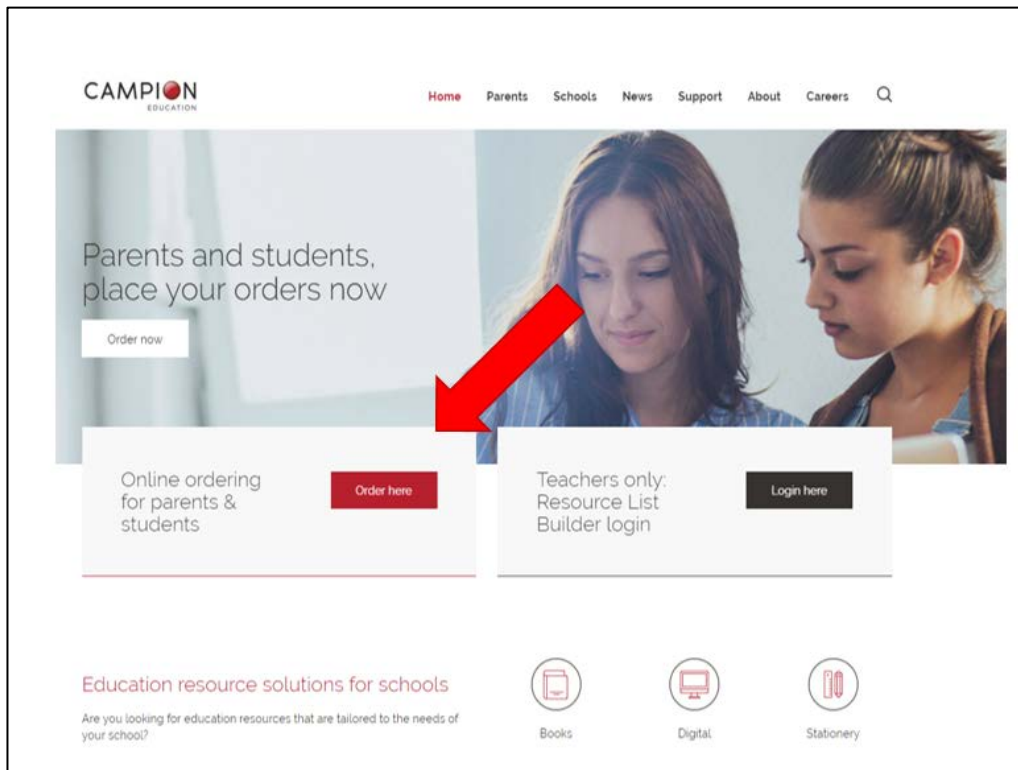 CAMPION
EDUCATION
Home Parents Schools News Support About Careers
Parents and students,
place your orders now
Order now
Online ordering
for parents &
students
Order here
Teachers only:
Resource List
Builder login
Login here
Education resource solutions for schools
Are you looking for education resources that are tailored to the needs of
your school?
Books
Digital
Stationery